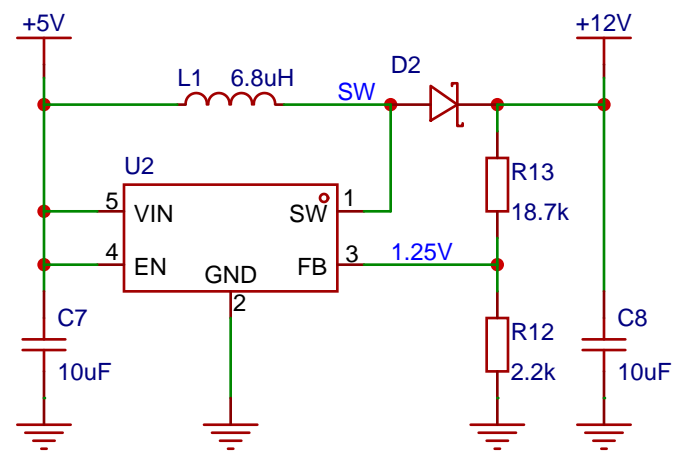 +5V
+12V
L1 6.8uH
SW
D2
U2
5
VIN
SW
1
R13
18.7k
4
EN
GND
FB
3
1.25V
2
C7
10uF
R12
2.2k
C8
10uF